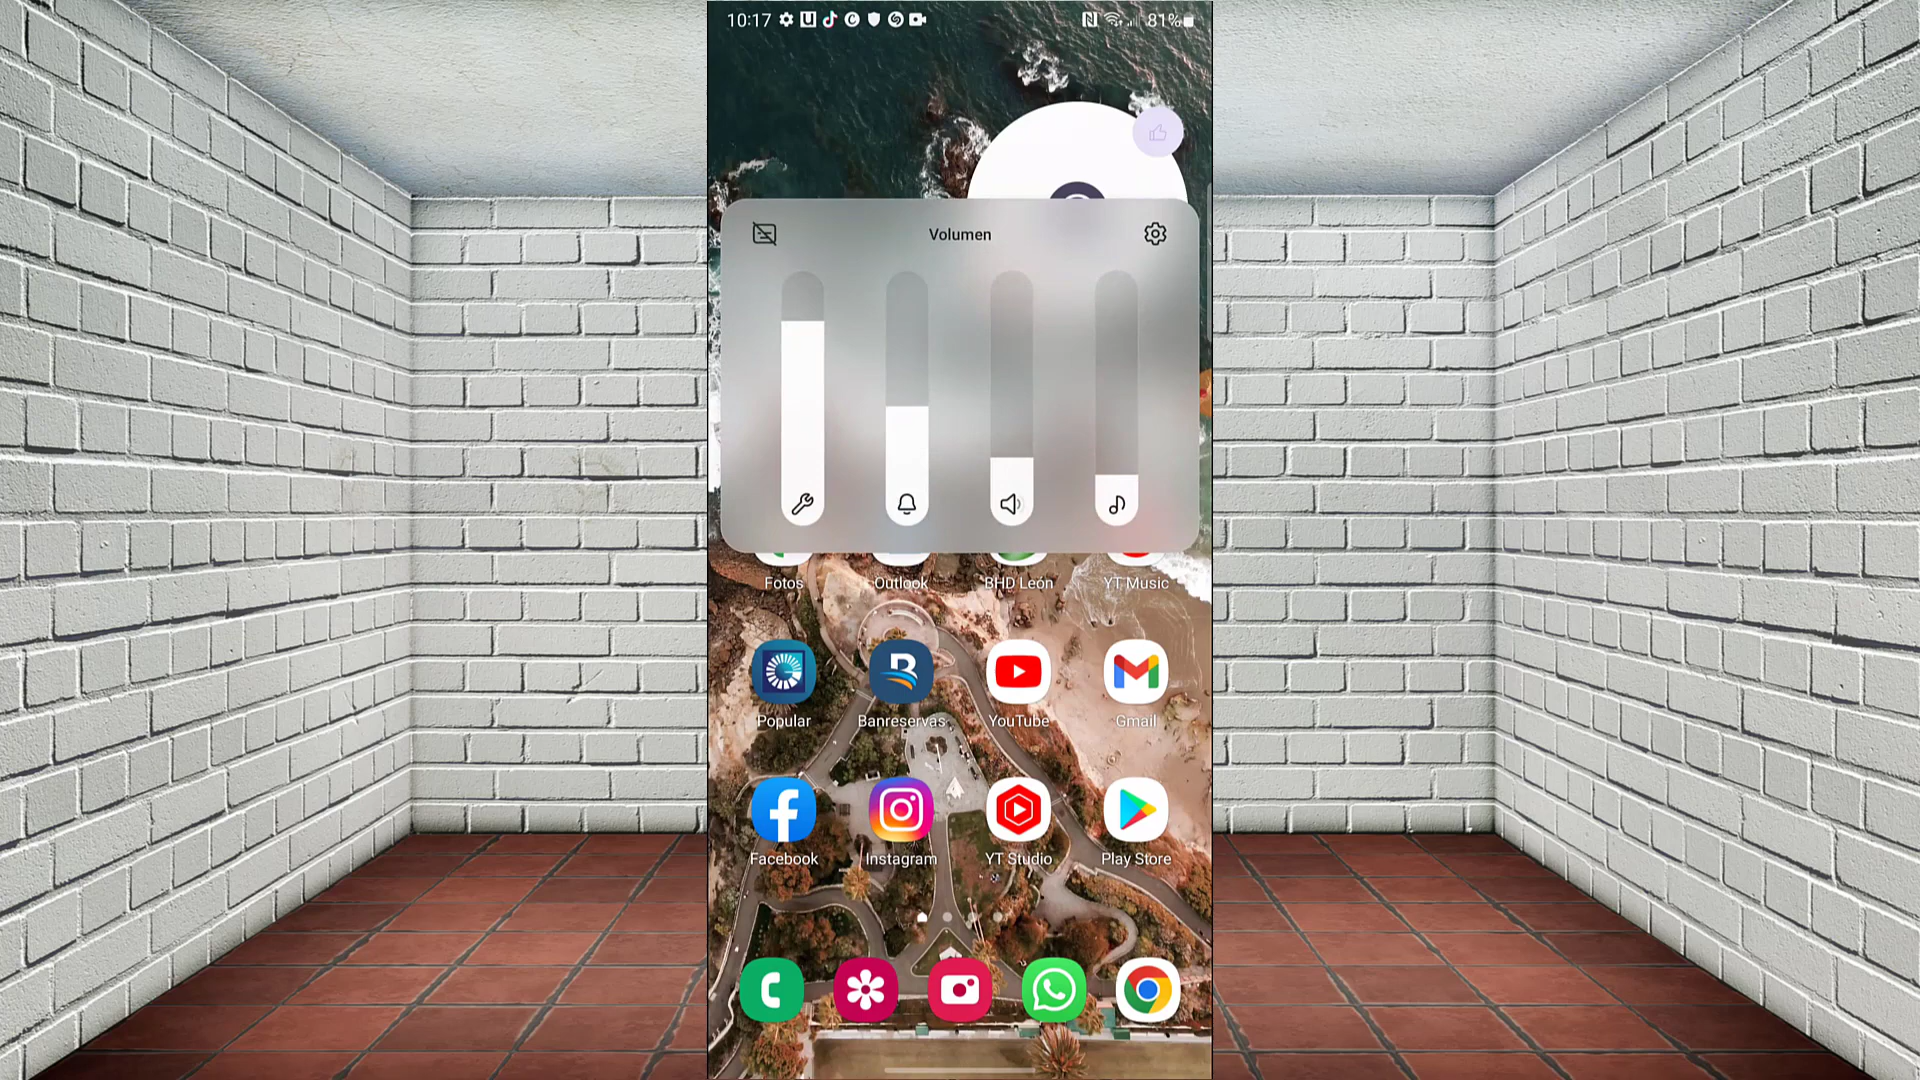 10:17
81%
Volumen
Fotos Outlook BHD León YT Music
Popular Banreservas YouTube Gmail
Facebook Instagram YT Studio Play Store